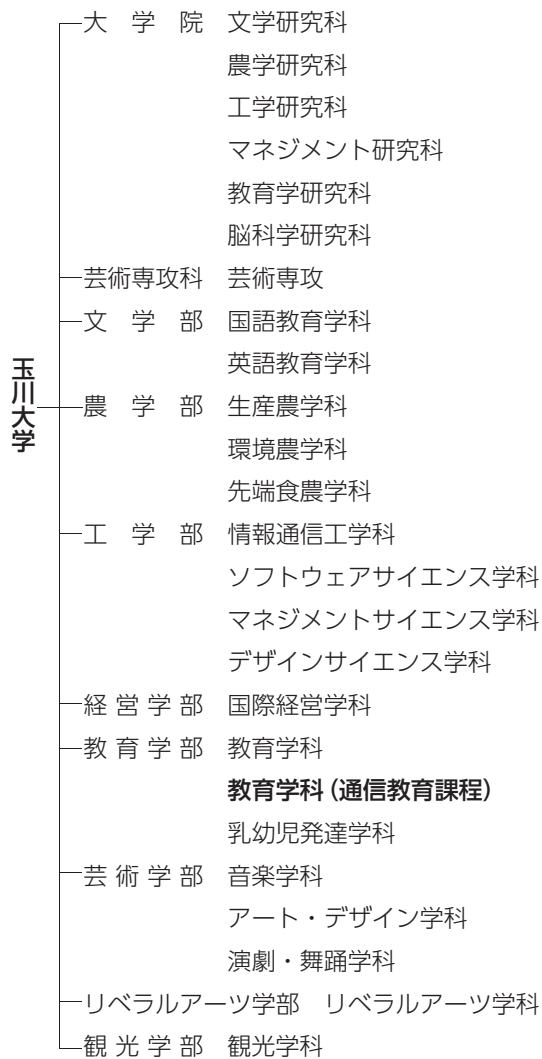 玉川大学
大学院 文学研究科
農学研究科
工学研究科
マネジメント研究科
教育学研究科
脳科学研究科
芸術専攻科 芸術専攻
文学部 国語教育学科
英語教育学科
農学部 生産農学科
環境農学科
先端食農学科
工学部 情報通信工学科
ソフトウェアサイエンス学科
マネジメントサイエンス学科
デザインサイエンス学科
経営学部 国際経営学科
教育学部 教育学科
教育学科(通信教育課程)
乳幼児発達学科
芸術学部 音楽学科
アート・デザイン学科
演劇・舞踊学科
リベラルアーツ学部 リベラルアーツ学科
観光学部 観光学科